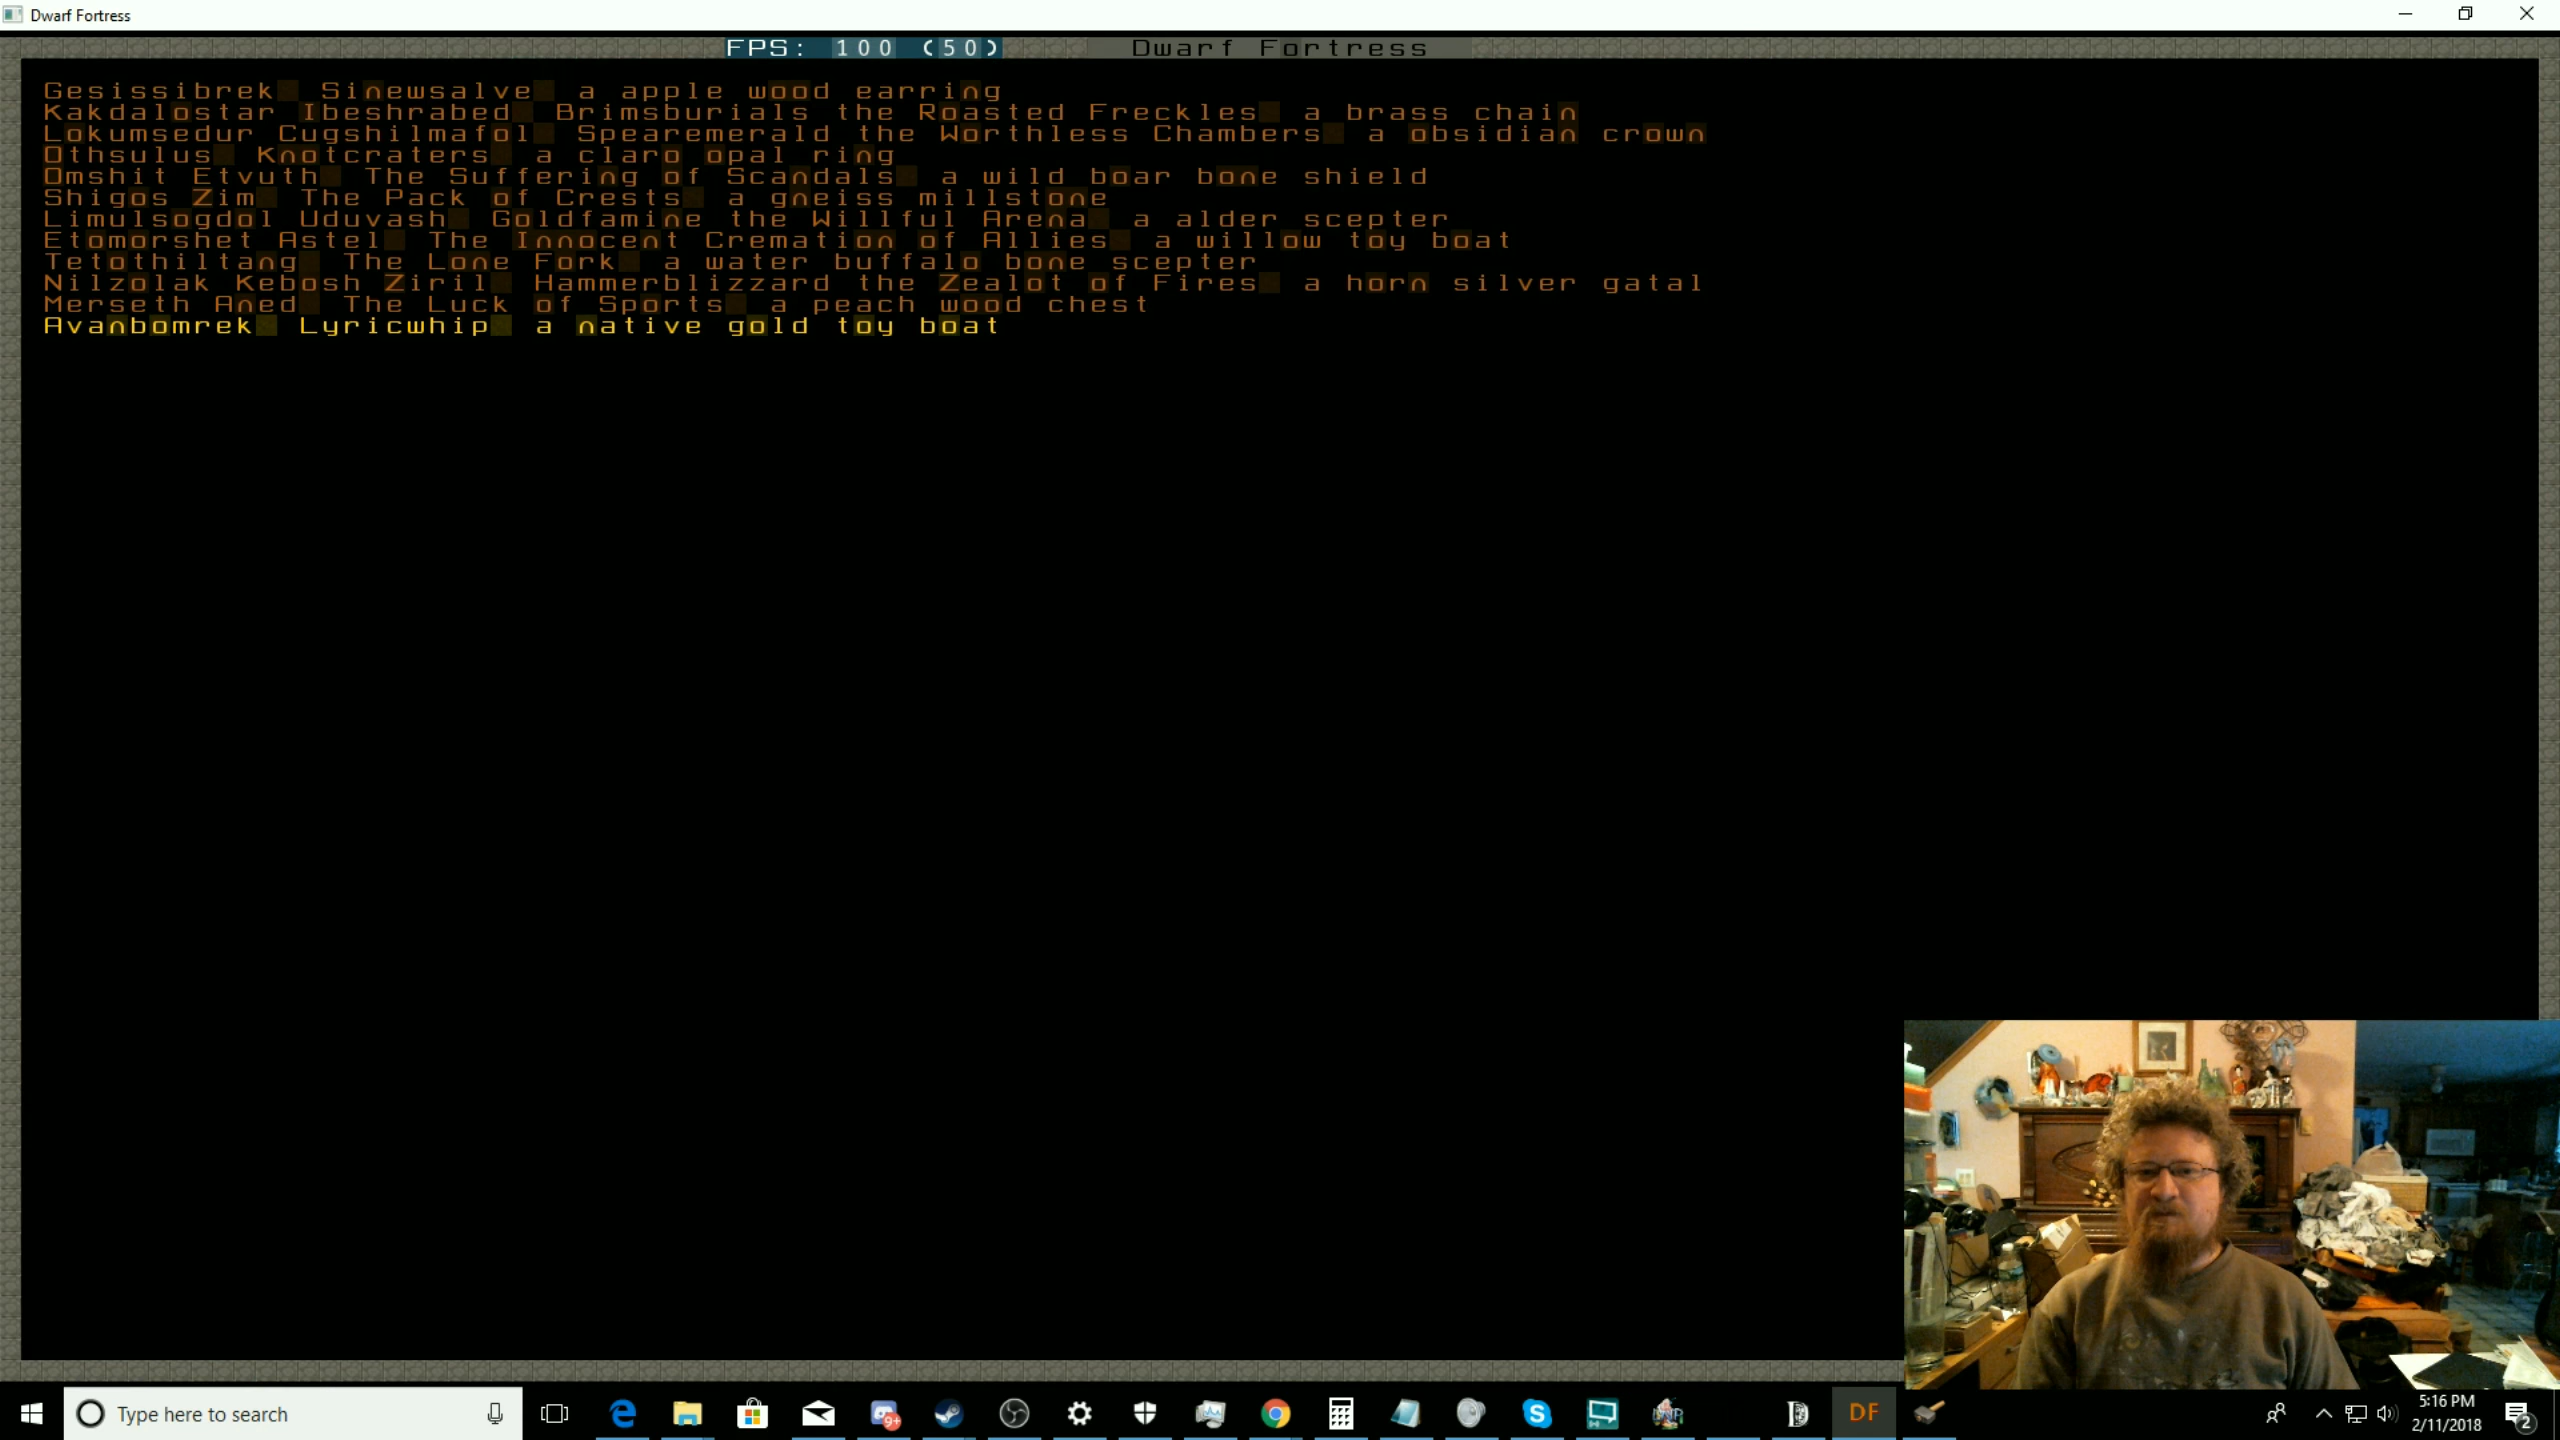 Dwarf Fortress
FPS: 100 (50) Dwarf Fortress
Gesissibrek Sinewsalve a apple wood earring
Kakdalostar Ibeshrabed Brimsburials the Roasted Freckles a brass chain
Lokumsedur Cugshilmafol Spearemerald the Worthless Chambers a obsidian crown
Othsulus Knotcraters a claro opal ring
Omshit Etvuth The Suffering of Scandals a wild boar bone shield
Shigos Zim The Pack of Crests a gneiss millstone
Limulsogdol Uduvash Goldfamine the Willful Arena a alder scepter
Etomorshet Astel The Innocent Cremation of Allies a willow toy boat
Tetothiltang The Lone Fork a water buffalo bone scepter
Nilzolak Kebosh Ziril Hammerblizzard the Zealot of Fires a horn silver gatal
Merseth Aned The Luck of Sports a peach wood chest
Avanbomrek Lyricwhip a native gold toy boat
Type here to search
9+
DF
5:16 PM
2/11/2018
2